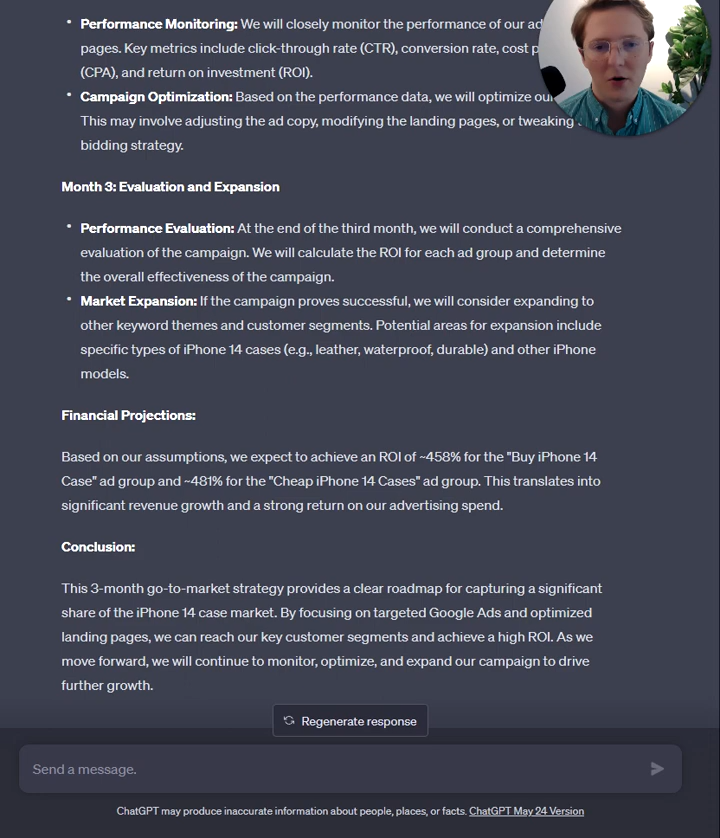 Performance Monitoring: We will closely monitor the performance of our ad
pages. Key metrics include click-through rate (CTR), conversion rate, cost
(CPA), and return on investment (ROI).
Campaign Optimization: Based on the performance data, we will optimize
This may involve adjusting the ad copy, modifying the landing pages, or tweaking
bidding strategy.
Month 3: Evaluation and Expansion
Performance Evaluation: At the end of the third month, we will conduct a comprehensive
evaluation of the campaign. We will calculate the ROI for each ad group and determine
the overall effectiveness of the campaign.
Market Expansion: If the campaign proves successful, we will consider expanding to
other keyword themes and customer segments. Potential areas for expansion include
specific types of iPhone 14 cases (e.g., leather, waterproof, durable) and other iPhone
models.
Financial Projections:
Based on our assumptions, we expect to achieve an ROI of ~458% for the "Buy iPhone 14
Case" ad group and ~481% for the "Cheap iPhone 14 Cases" ad group. This translates into
significant revenue growth and a strong return on our advertising spend.
Conclusion:
This 3-month go-to-market strategy provides a clear roadmap for capturing a significant
share of the iPhone 14 case market. By focusing on targeted Google Ads and optimized
landing pages, we can reach our key customer segments and achieve a high ROI. As we
move forward, we will continue to monitor, optimize, and expand our campaign to drive
further growth.
Regenerate response
Send a message.
ChatGPT may produce inaccurate information about people, places, or facts. ChatGPT May 24 Version